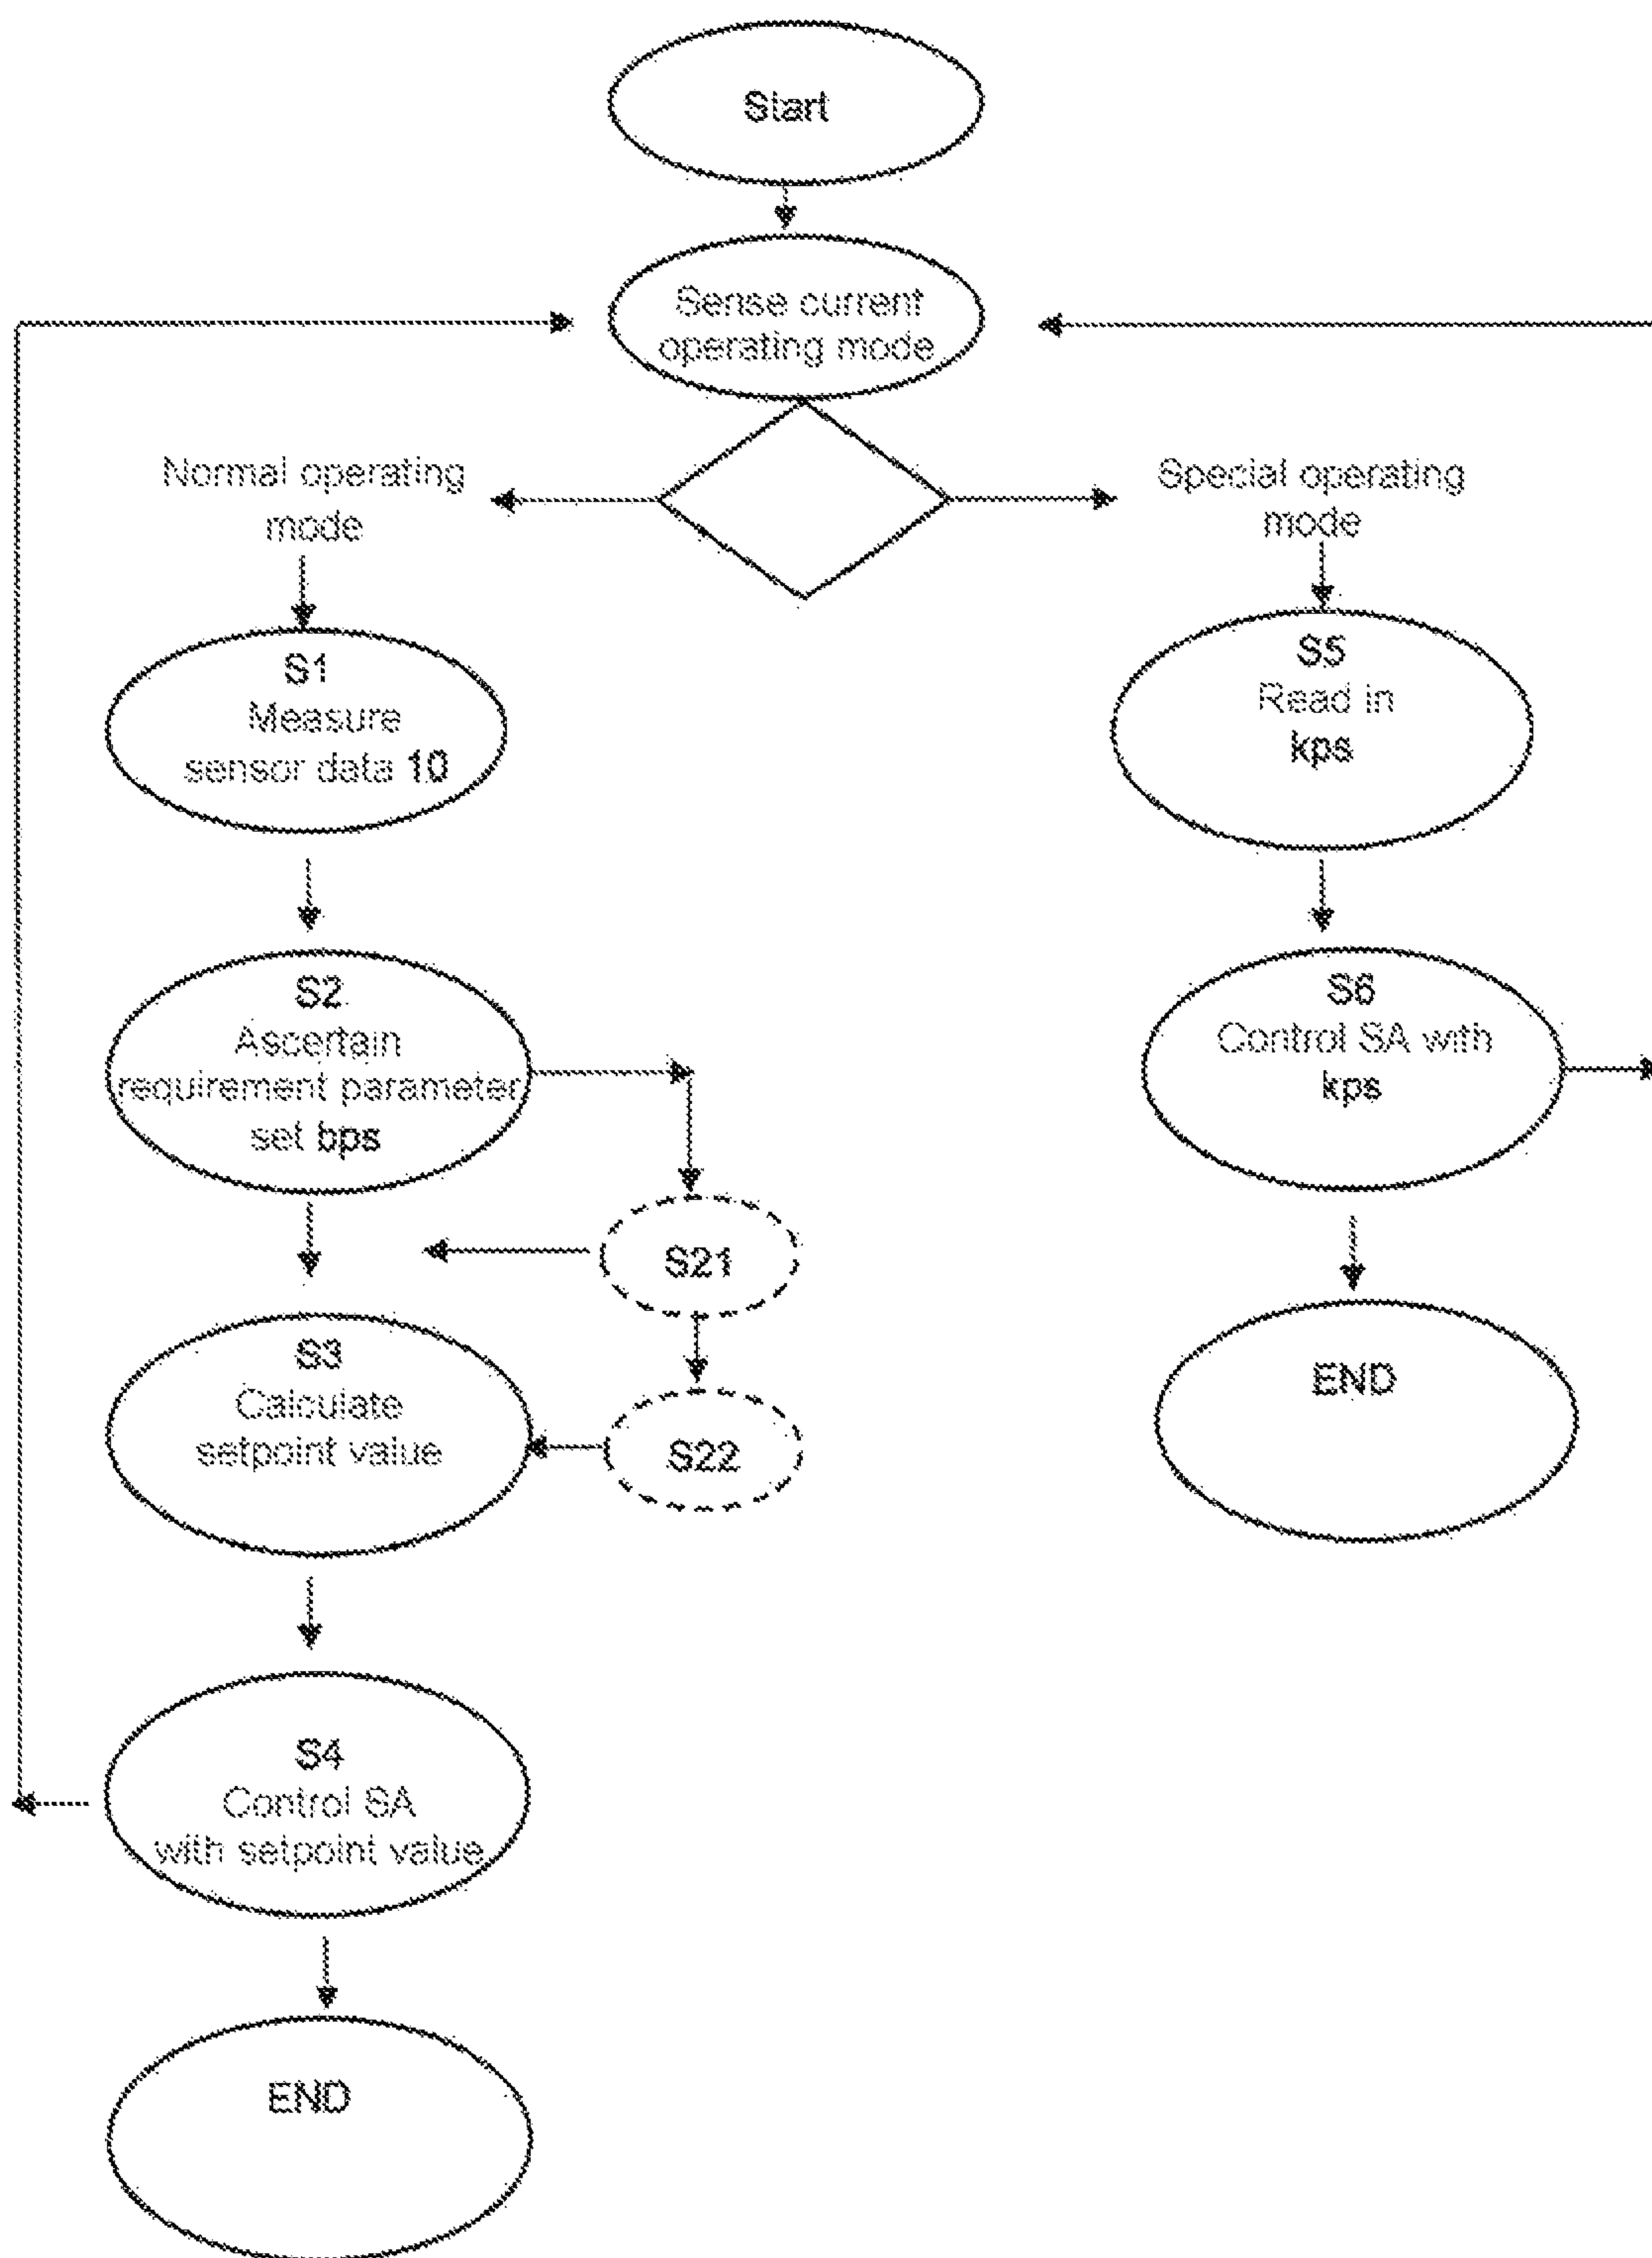 Start
Sense current
operating mode
Normal operating
mode
Special operating
mode
S1
Measure
sensor data 10
S5
Read in
kps
S2
Ascertain
requirement parameter
set bps
S6
Control SA with
kps
S21
S3
Calculate
setpoint value
S22
END
S4
Control SA
with setpoint value
END